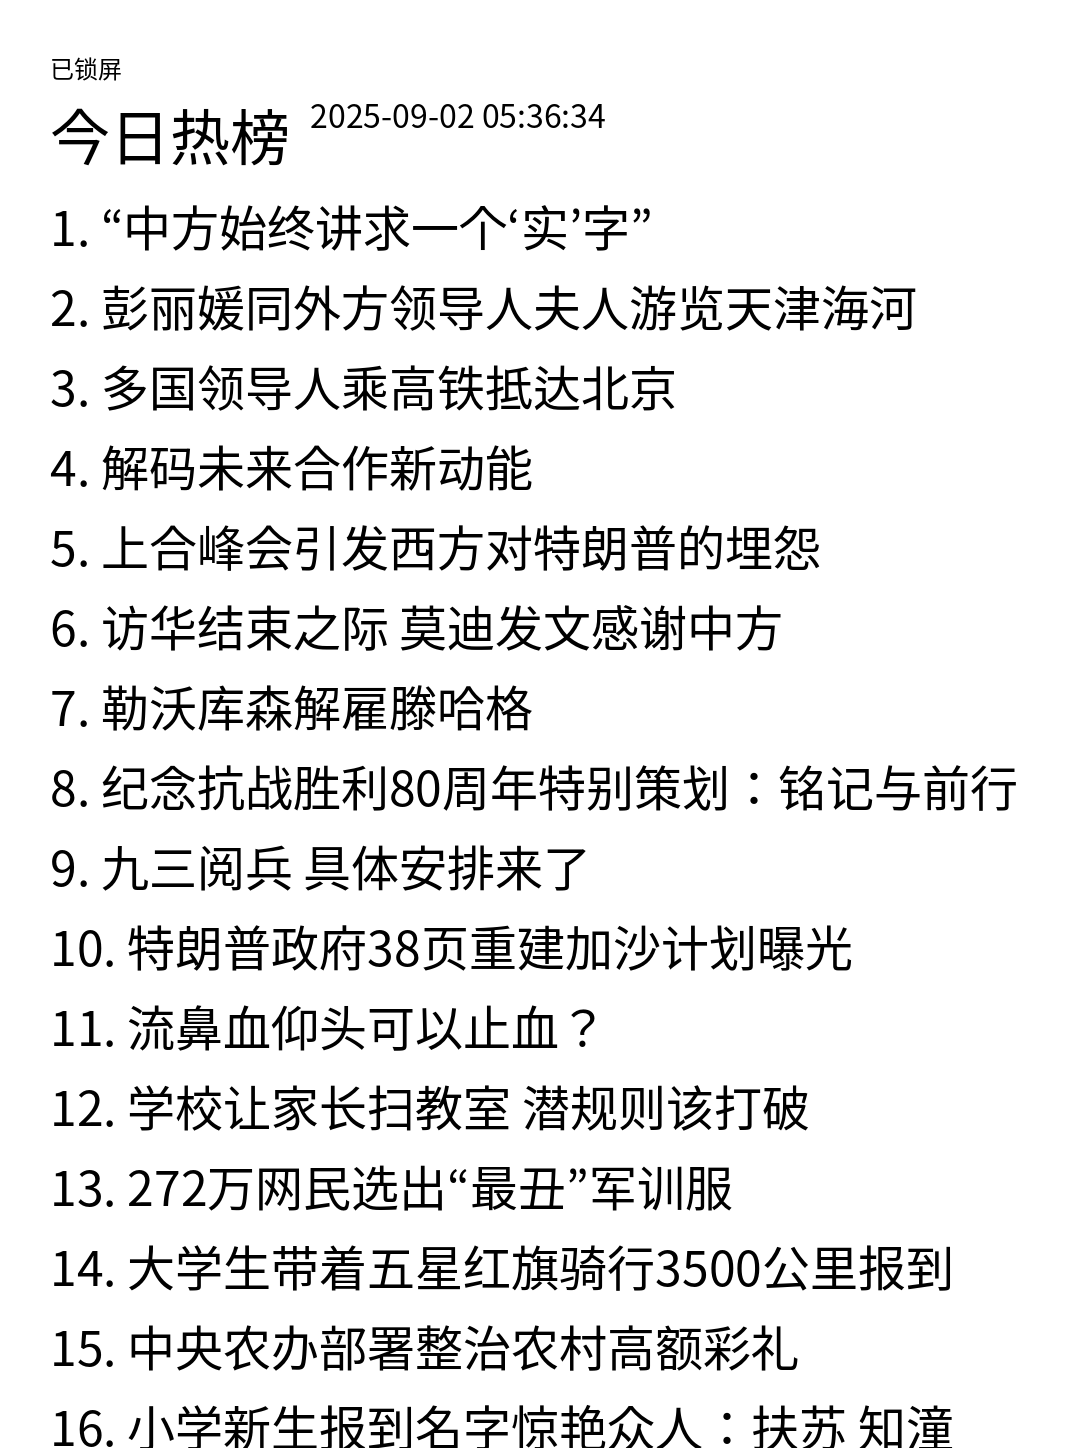 已锁屏
今日热榜 2025-09-02 05:36:34
1. “中方始终讲求一个‘实’字”
2. 彭丽媛同外方领导人夫人游览天津海河
3. 多国领导人乘高铁抵达北京
4. 解码未来合作新动能
5. 上合峰会引发西方对特朗普的埋怨
6. 访华结束之际 莫迪发文感谢中方
7. 勒沃库森解雇滕哈格
8. 纪念抗战胜利80周年特别策划：铭记与前行
9. 九三阅兵 具体安排来了
10. 特朗普政府38页重建加沙计划曝光
11. 流鼻血仰头可以止血？
12. 学校让家长扫教室 潜规则该打破
13. 272万网民选出“最丑”军训服
14. 大学生带着五星红旗骑行3500公里报到
15. 中央农办部署整治农村高额彩礼
16. 小学新生报到名字惊艳众人：扶苏 知潼